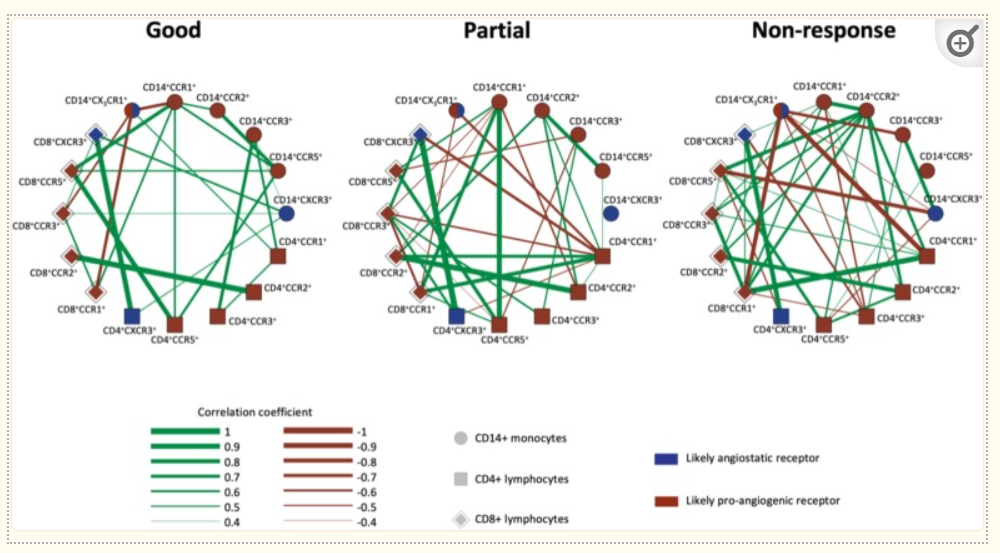 Good
Partial
Non-response
CD14⁺CCR1⁺
CD14⁺CX₃CR1⁺
CD14⁺CCR2⁺
CD14⁺CCR3⁺
CD8⁺CXCR3⁺
CD14⁺CCR5⁺
CD8⁺CCR5⁺
CD14⁺CXCR3⁺
CD8⁺CCR3⁺
CD4⁺CCR1⁺
CD8⁺CCR2⁺
CD4⁺CCR2⁺
CD8⁺CCR1⁺
CD4⁺CCR3⁺
CD4⁺CXCR3⁺
CD4⁺CCR5⁺
CD14⁺CCR1⁺
CD14⁺CX₃CR1⁺
CD14⁺CCR2⁺
CD14⁺CCR3⁺
CD8⁺CXCR3⁺
CD14⁺CCR5⁺
CD8⁺CCR5⁺
CD14⁺CXCR3⁺
CD8⁺CCR3⁺
CD4⁺CCR1⁺
CD8⁺CCR2⁺
CD4⁺CCR2⁺
CD8⁺CCR1⁺
CD4⁺CCR3⁺
CD4⁺CXCR3⁺
CD4⁺CCR5⁺
CD14⁺CCR1⁺
CD14⁺CX₃CR1⁺
CD14⁺CCR2⁺
CD14⁺CCR3⁺
CD8⁺CXCR3⁺
CD14⁺CCR5⁺
CD8⁺CCR5⁺
CD14⁺CXCR3⁺
CD8⁺CCR3⁺
CD4⁺CCR1⁺
CD8⁺CCR2⁺
CD4⁺CCR2⁺
CD8⁺CCR1⁺
CD4⁺CCR3⁺
CD4⁺CXCR3⁺
CD4⁺CCR5⁺
Correlation coefficient
1 -1
0.9 -0.9
0.8 -0.8
0.7 -0.7
0.6 -0.6
0.5 -0.5
0.4 -0.4
CD14+ monocytes
CD4+ lymphocytes
CD8+ lymphocytes
Likely angiostatic receptor
Likely pro-angiogenic receptor